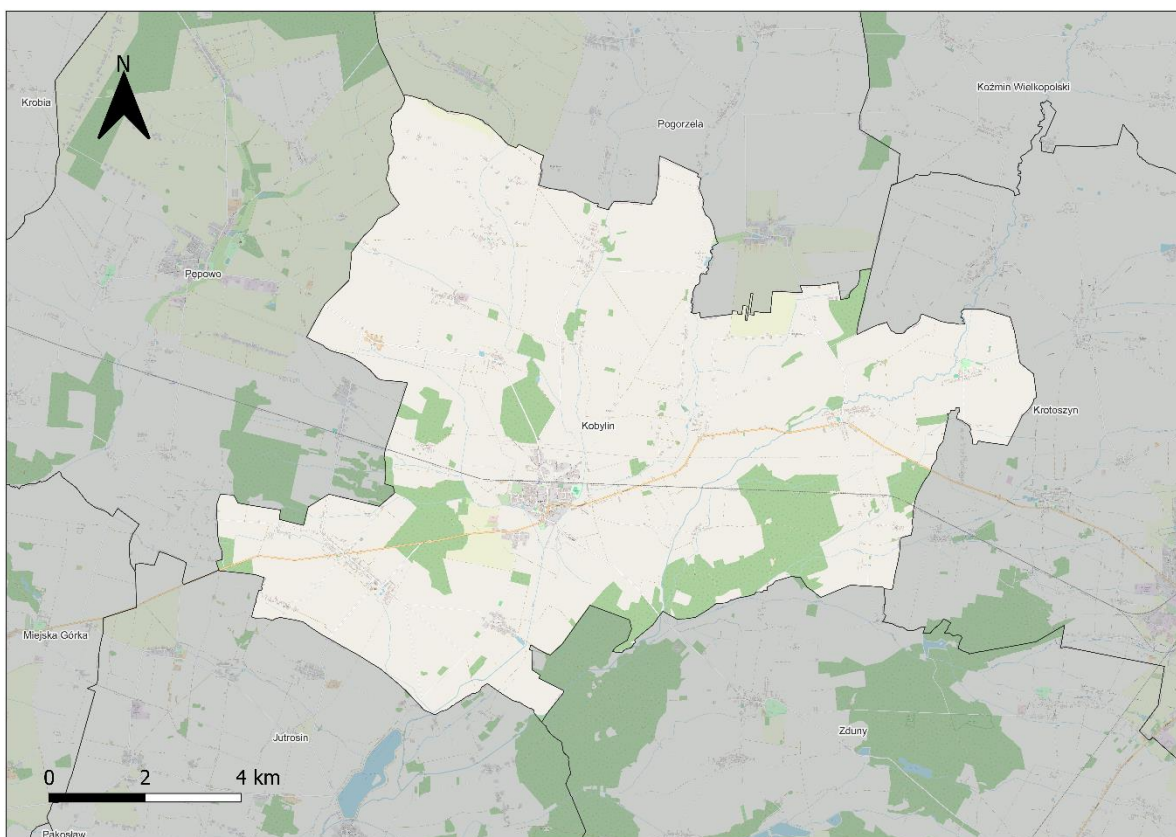 N
Krobia
Koźmin Wielkopolski
Pogorzela
Pępowo
Krotoszyn
Kobylin
Miejska Górka
Jutrosin
Zduny
0 2 4 km
Pakosław